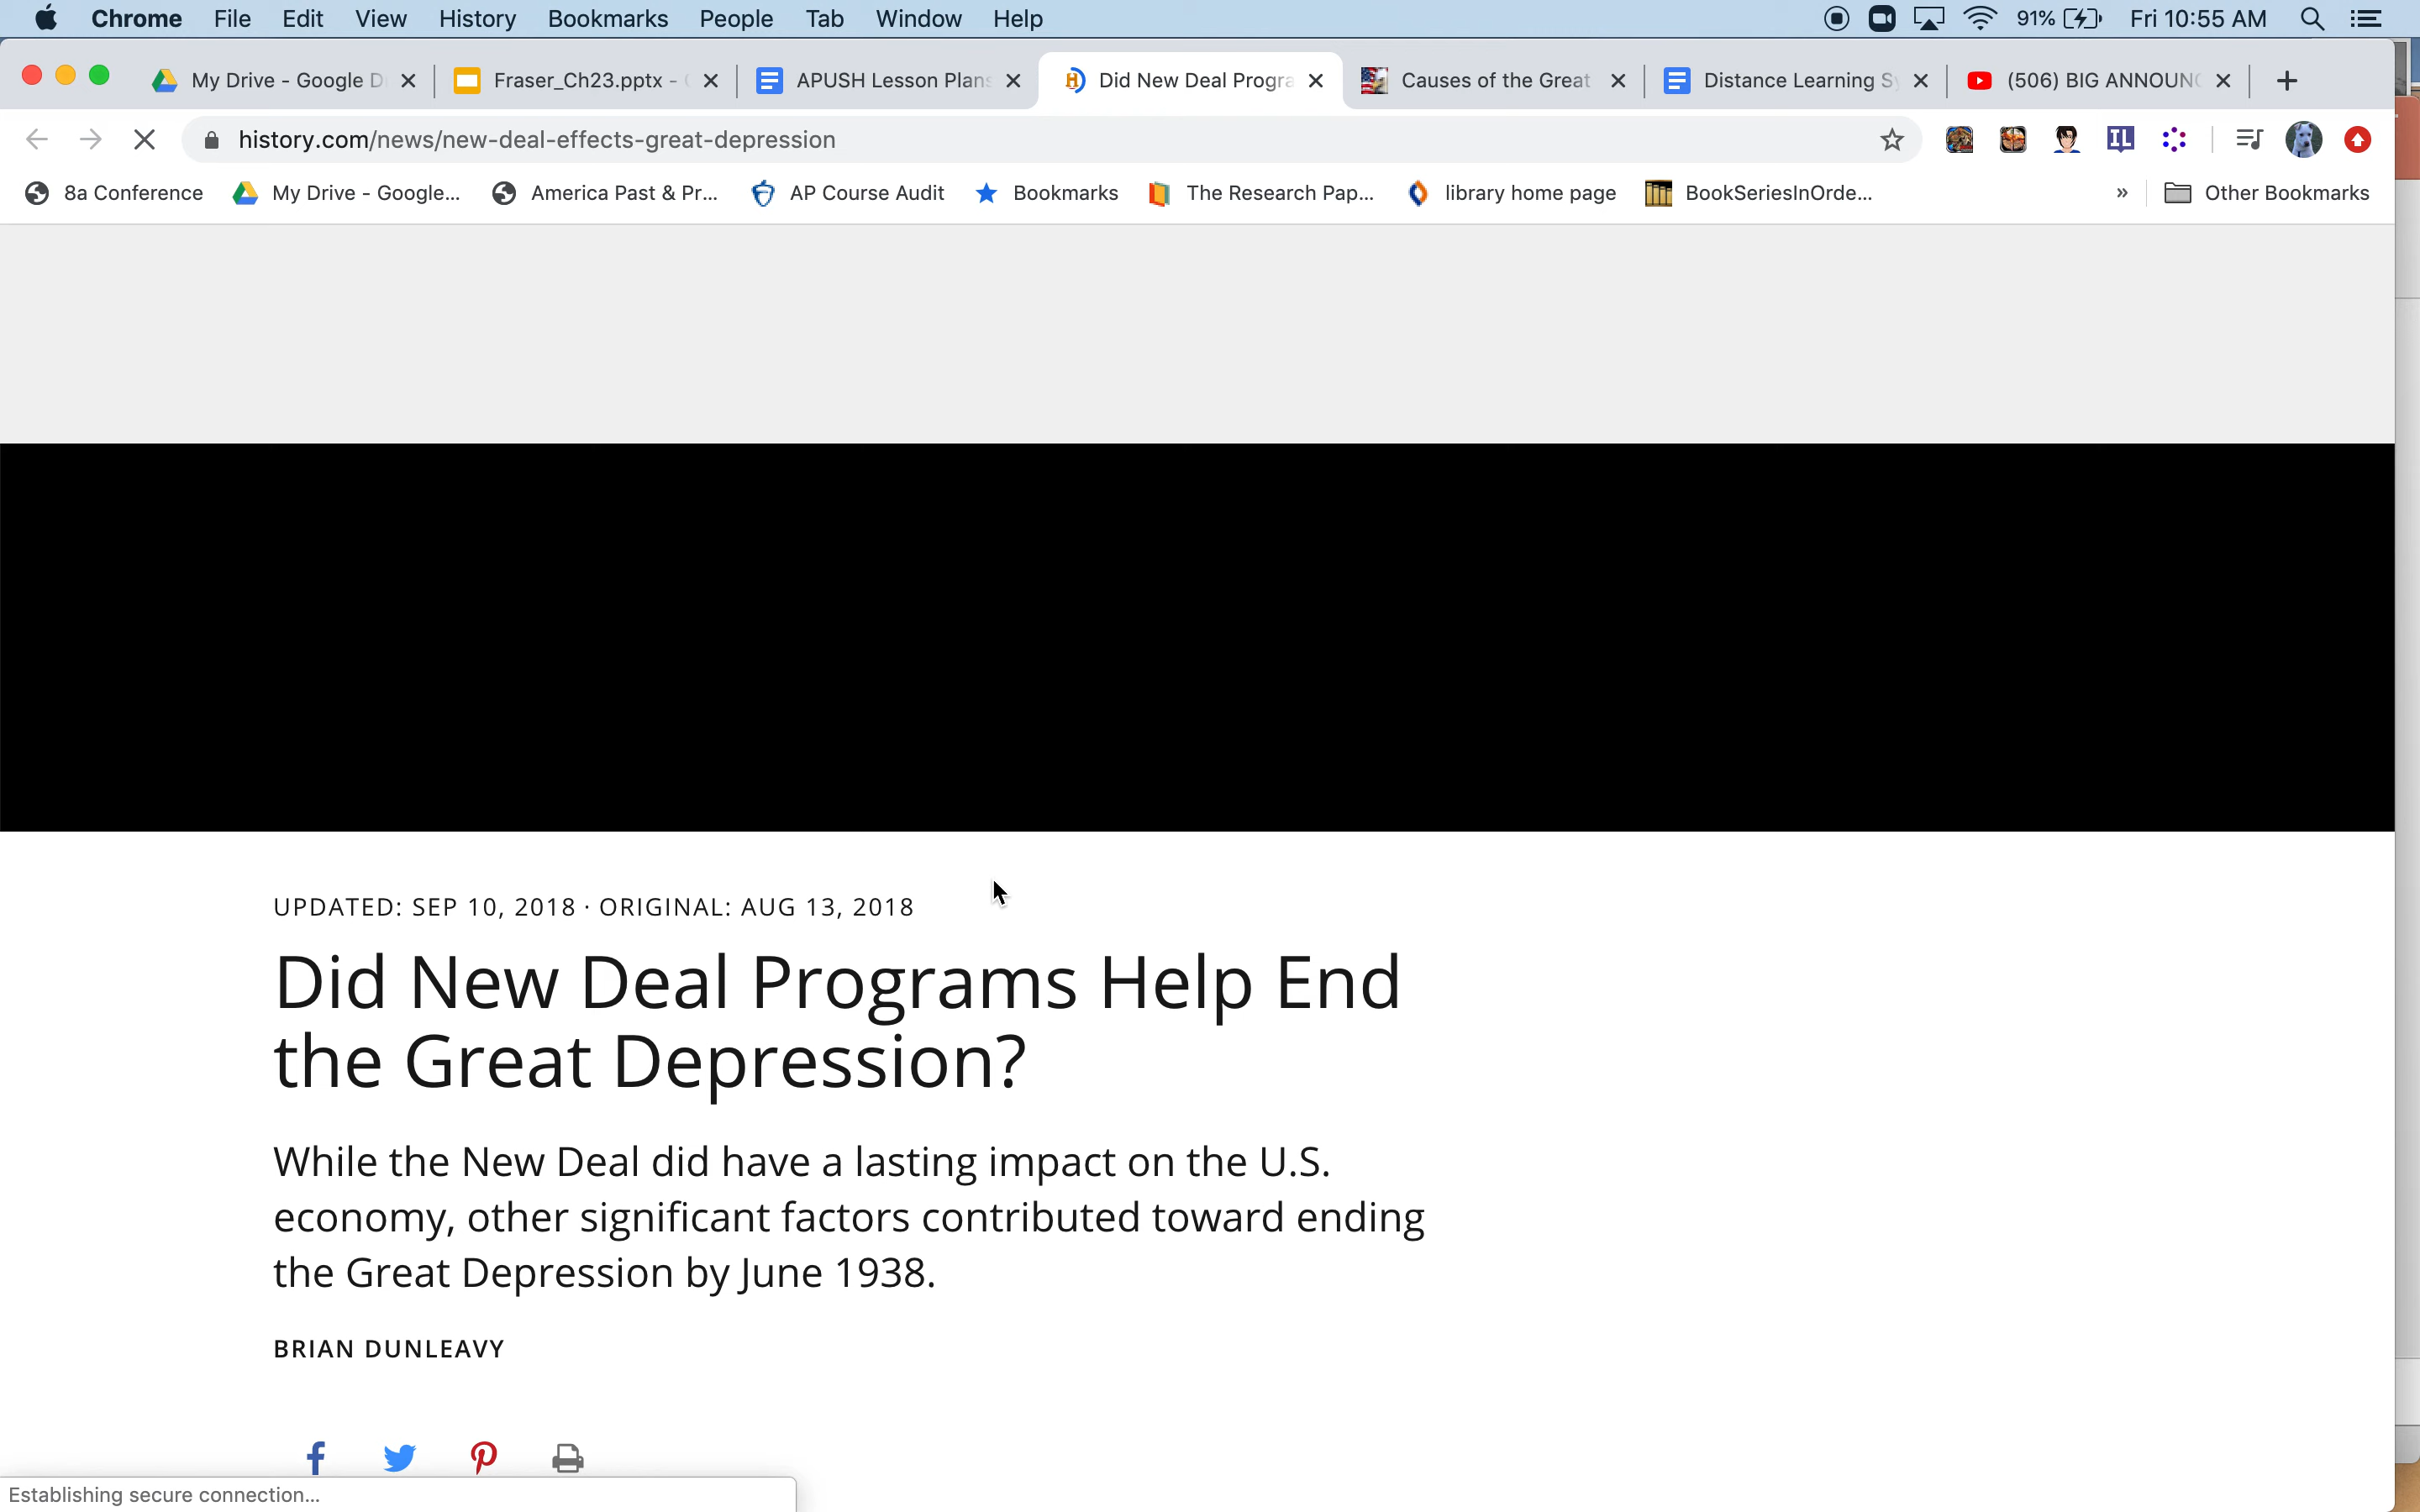 Chrome File Edit View History Bookmarks People Tab Window Help 91% Fri 10:55 AM
My Drive - Google D Fraser_Ch23.pptx - APUSH Lesson Plans Did New Deal Progra Causes of the Great Distance Learning Sy (506) BIG ANNOUNC
history.com/news/new-deal-effects-great-depression
8a Conference My Drive - Google... America Past & Pr... AP Course Audit Bookmarks The Research Pap... library home page BookSeriesInOrde... » Other Bookmarks
UPDATED: SEP 10, 2018 · ORIGINAL: AUG 13, 2018
Did New Deal Programs Help End
the Great Depression?
While the New Deal did have a lasting impact on the U.S.
economy, other significant factors contributed toward ending
the Great Depression by June 1938.
BRIAN DUNLEAVY
Establishing secure connection...